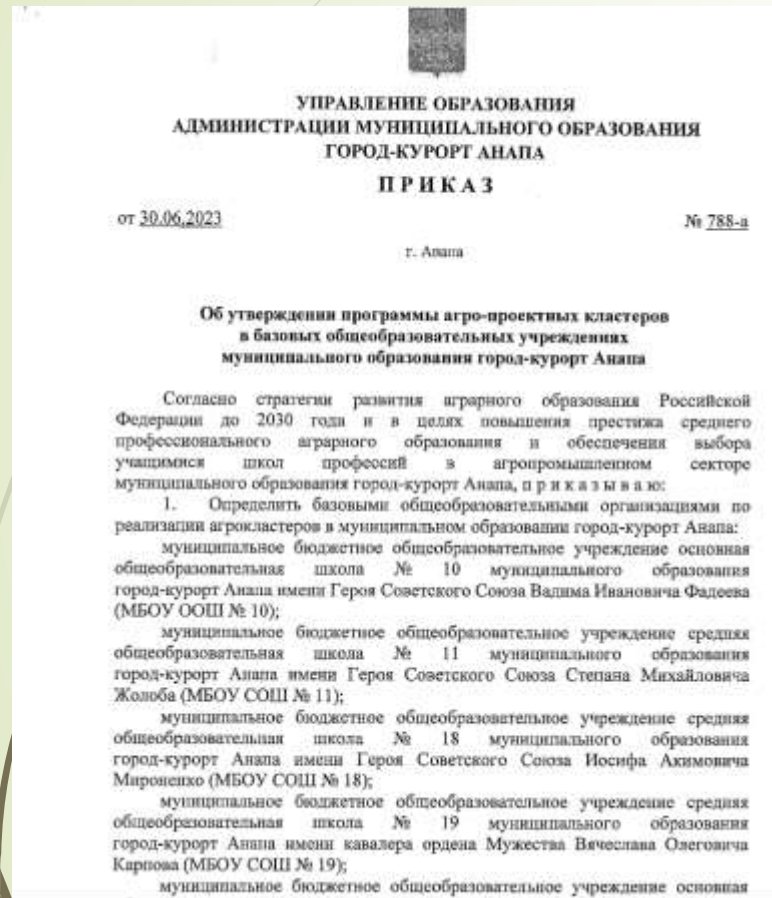 УПРАВЛЕНИЕ ОБРАЗОВАНИЯ
АДМИНИСТРАЦИИ МУНИЦИПАЛЬНОГО ОБРАЗОВАНИЯ
ГОРОД-КУРОРТ АНАПА
П Р И К А З
от 30.06.2023 № 788-а
г. Анапа
Об утверждении программы агро-проектных кластеров
в базовых общеобразовательных учреждениях
муниципального образования город-курорт Анапа
Согласно стратегии развития аграрного образования Российской
Федерации до 2030 года и в целях повышения престижа среднего
профессионального аграрного образования и обеспечения выбора
учащимися школ профессий в агропромышленном секторе
муниципального образования город-курорт Анапа, п р и к а з ы в а ю:
1. Определить базовыми общеобразовательными организациями по
реализации агрокластеров в муниципальном образовании город-курорт Анапа:
муниципальное бюджетное общеобразовательное учреждение основная
общеобразовательная школа № 10 муниципального образования
город-курорт Анапа имени Героя Советского Союза Вадима Ивановича Фадеева
(МБОУ ООШ № 10);
муниципальное бюджетное общеобразовательное учреждение средняя
общеобразовательная школа № 11 муниципального образования
город-курорт Анапа имени Героя Советского Союза Степана Михайловича
Жолоба (МБОУ СОШ № 11);
муниципальное бюджетное общеобразовательное учреждение средняя
общеобразовательная школа № 18 муниципального образования
город-курорт Анапа имени Героя Советского Союза Иосифа Акимовича
Мироненко (МБОУ СОШ № 18);
муниципальное бюджетное общеобразовательное учреждение средняя
общеобразовательная школа № 19 муниципального образования
город-курорт Анапа имени кавалера ордена Мужества Вячеслава Олеговича
Карпова (МБОУ СОШ № 19);
муниципальное бюджетное общеобразовательное учреждение основная